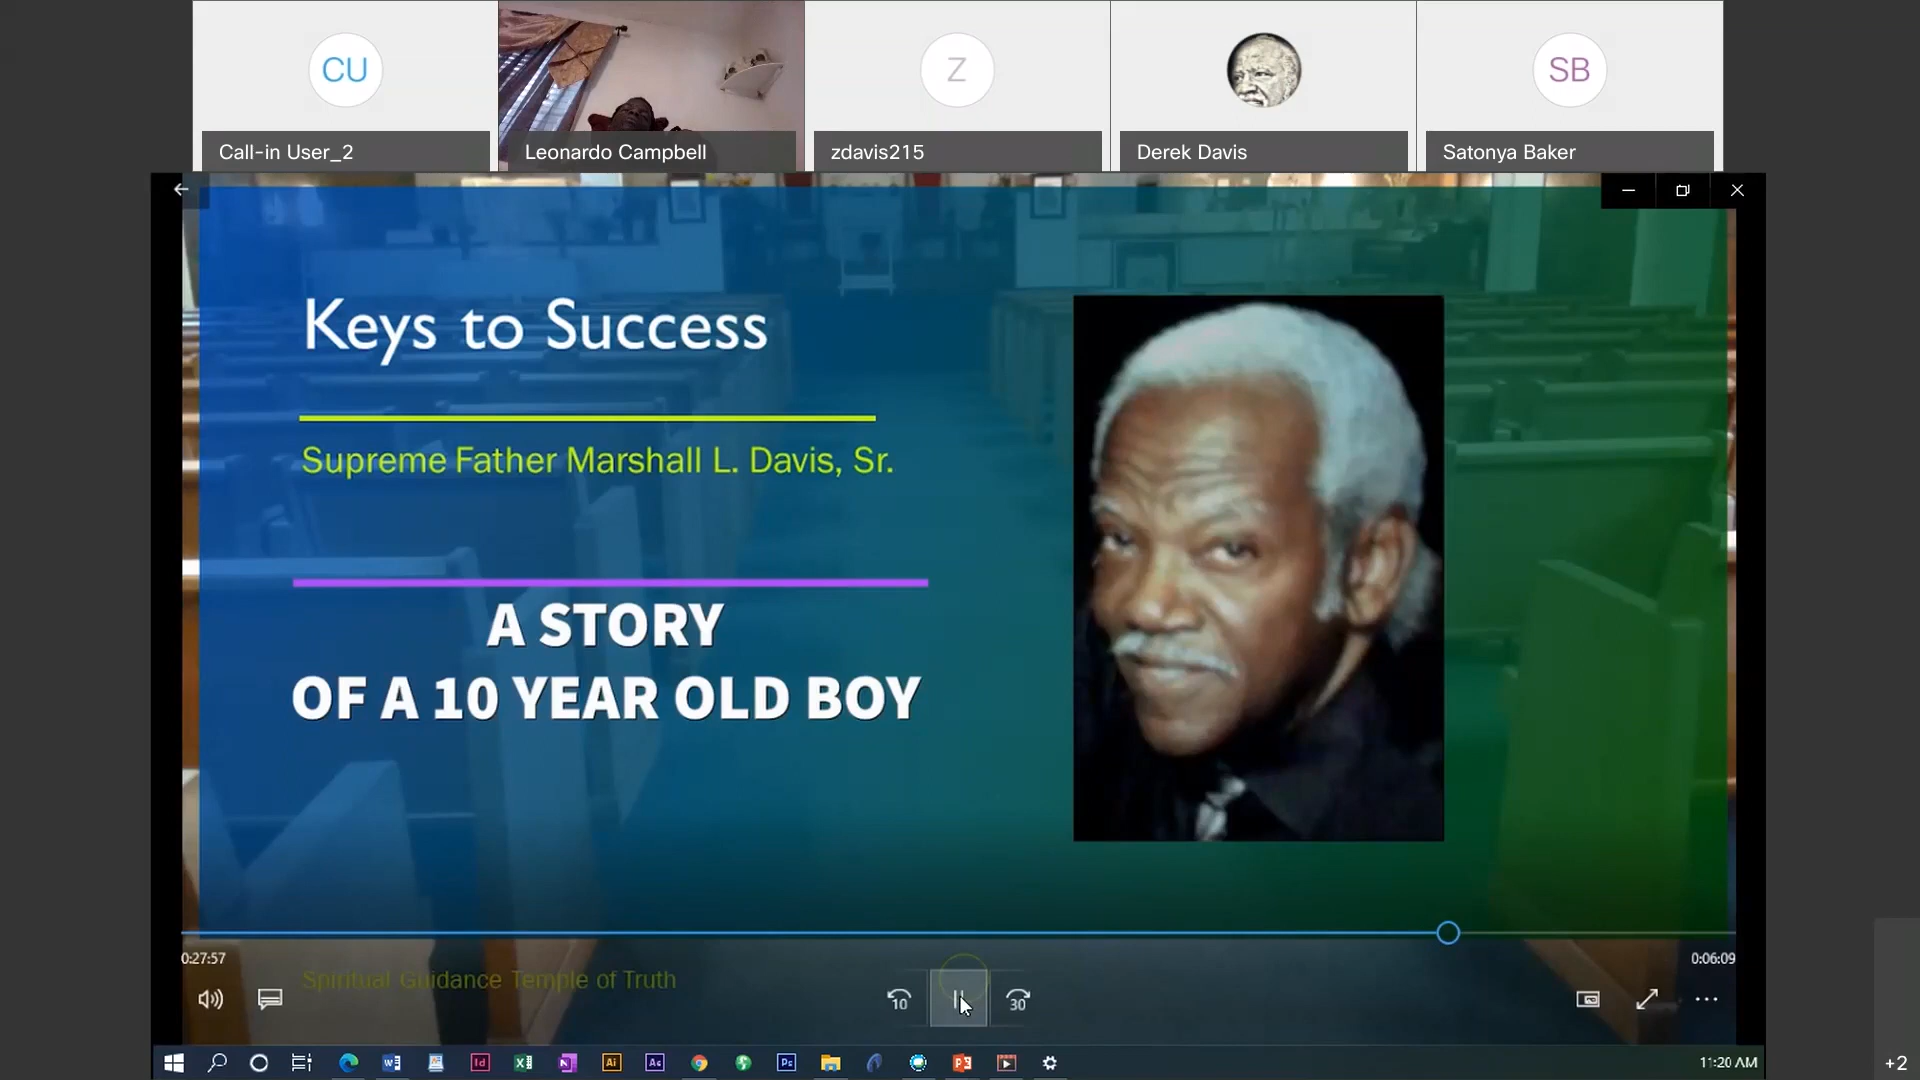 CU
Z
SB
Call-in User_2
Leonardo Campbell
zdavis215
Derek Davis
Satonya Baker
Keys to Success
Supreme Father Marshall L. Davis, Sr.
A STORY
OF A 10 YEAR OLD BOY
0:27:57
0:06:09
Spiritual Guidance Temple of Truth
10
30
11:20 AM
+2